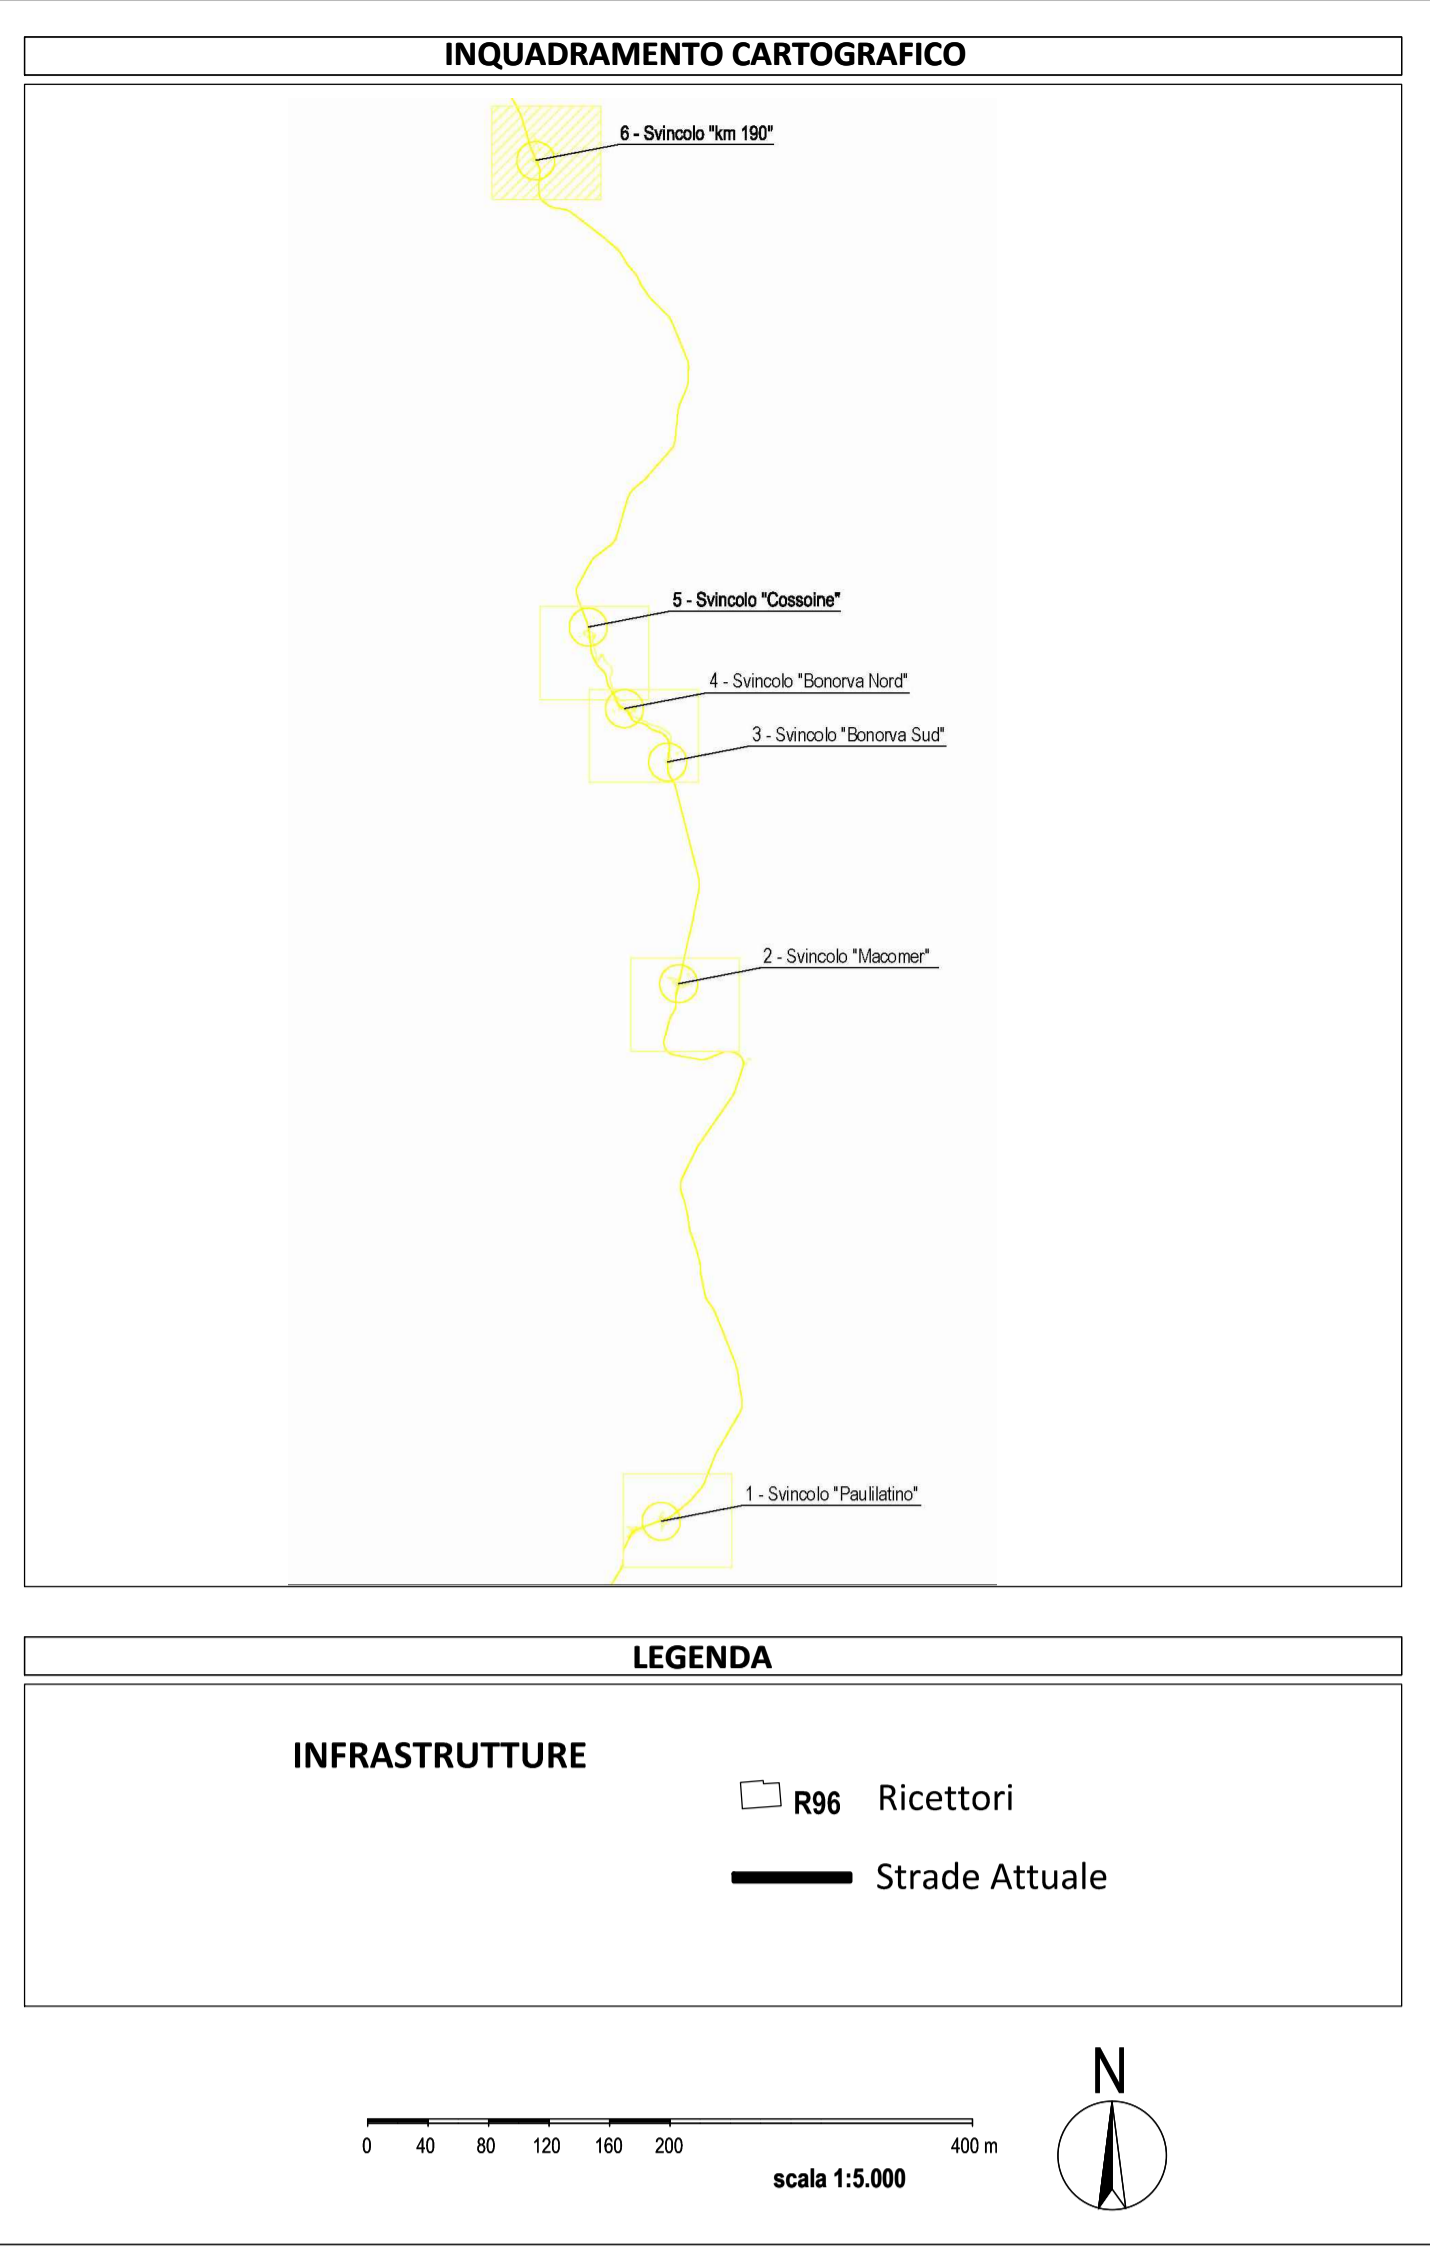 INQUADRAMENTO CARTOGRAFICO
6 - Svincolo "km 190"
5 - Svincolo "Cossoine"
4 - Svincolo "Bonorva Nord"
3 - Svincolo "Bonorva Sud"
2 - Svincolo "Macomer"
1 - Svincolo "Paulilatino"
LEGENDA
INFRASTRUTTURE
R96 Ricettori
Strade Attuale
N
0 40 80 120 160 200 400 m
scala 1:5.000